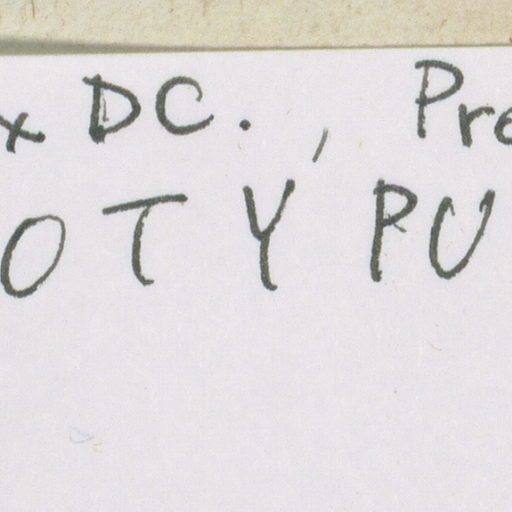 x DC. , Pre
OTYPU